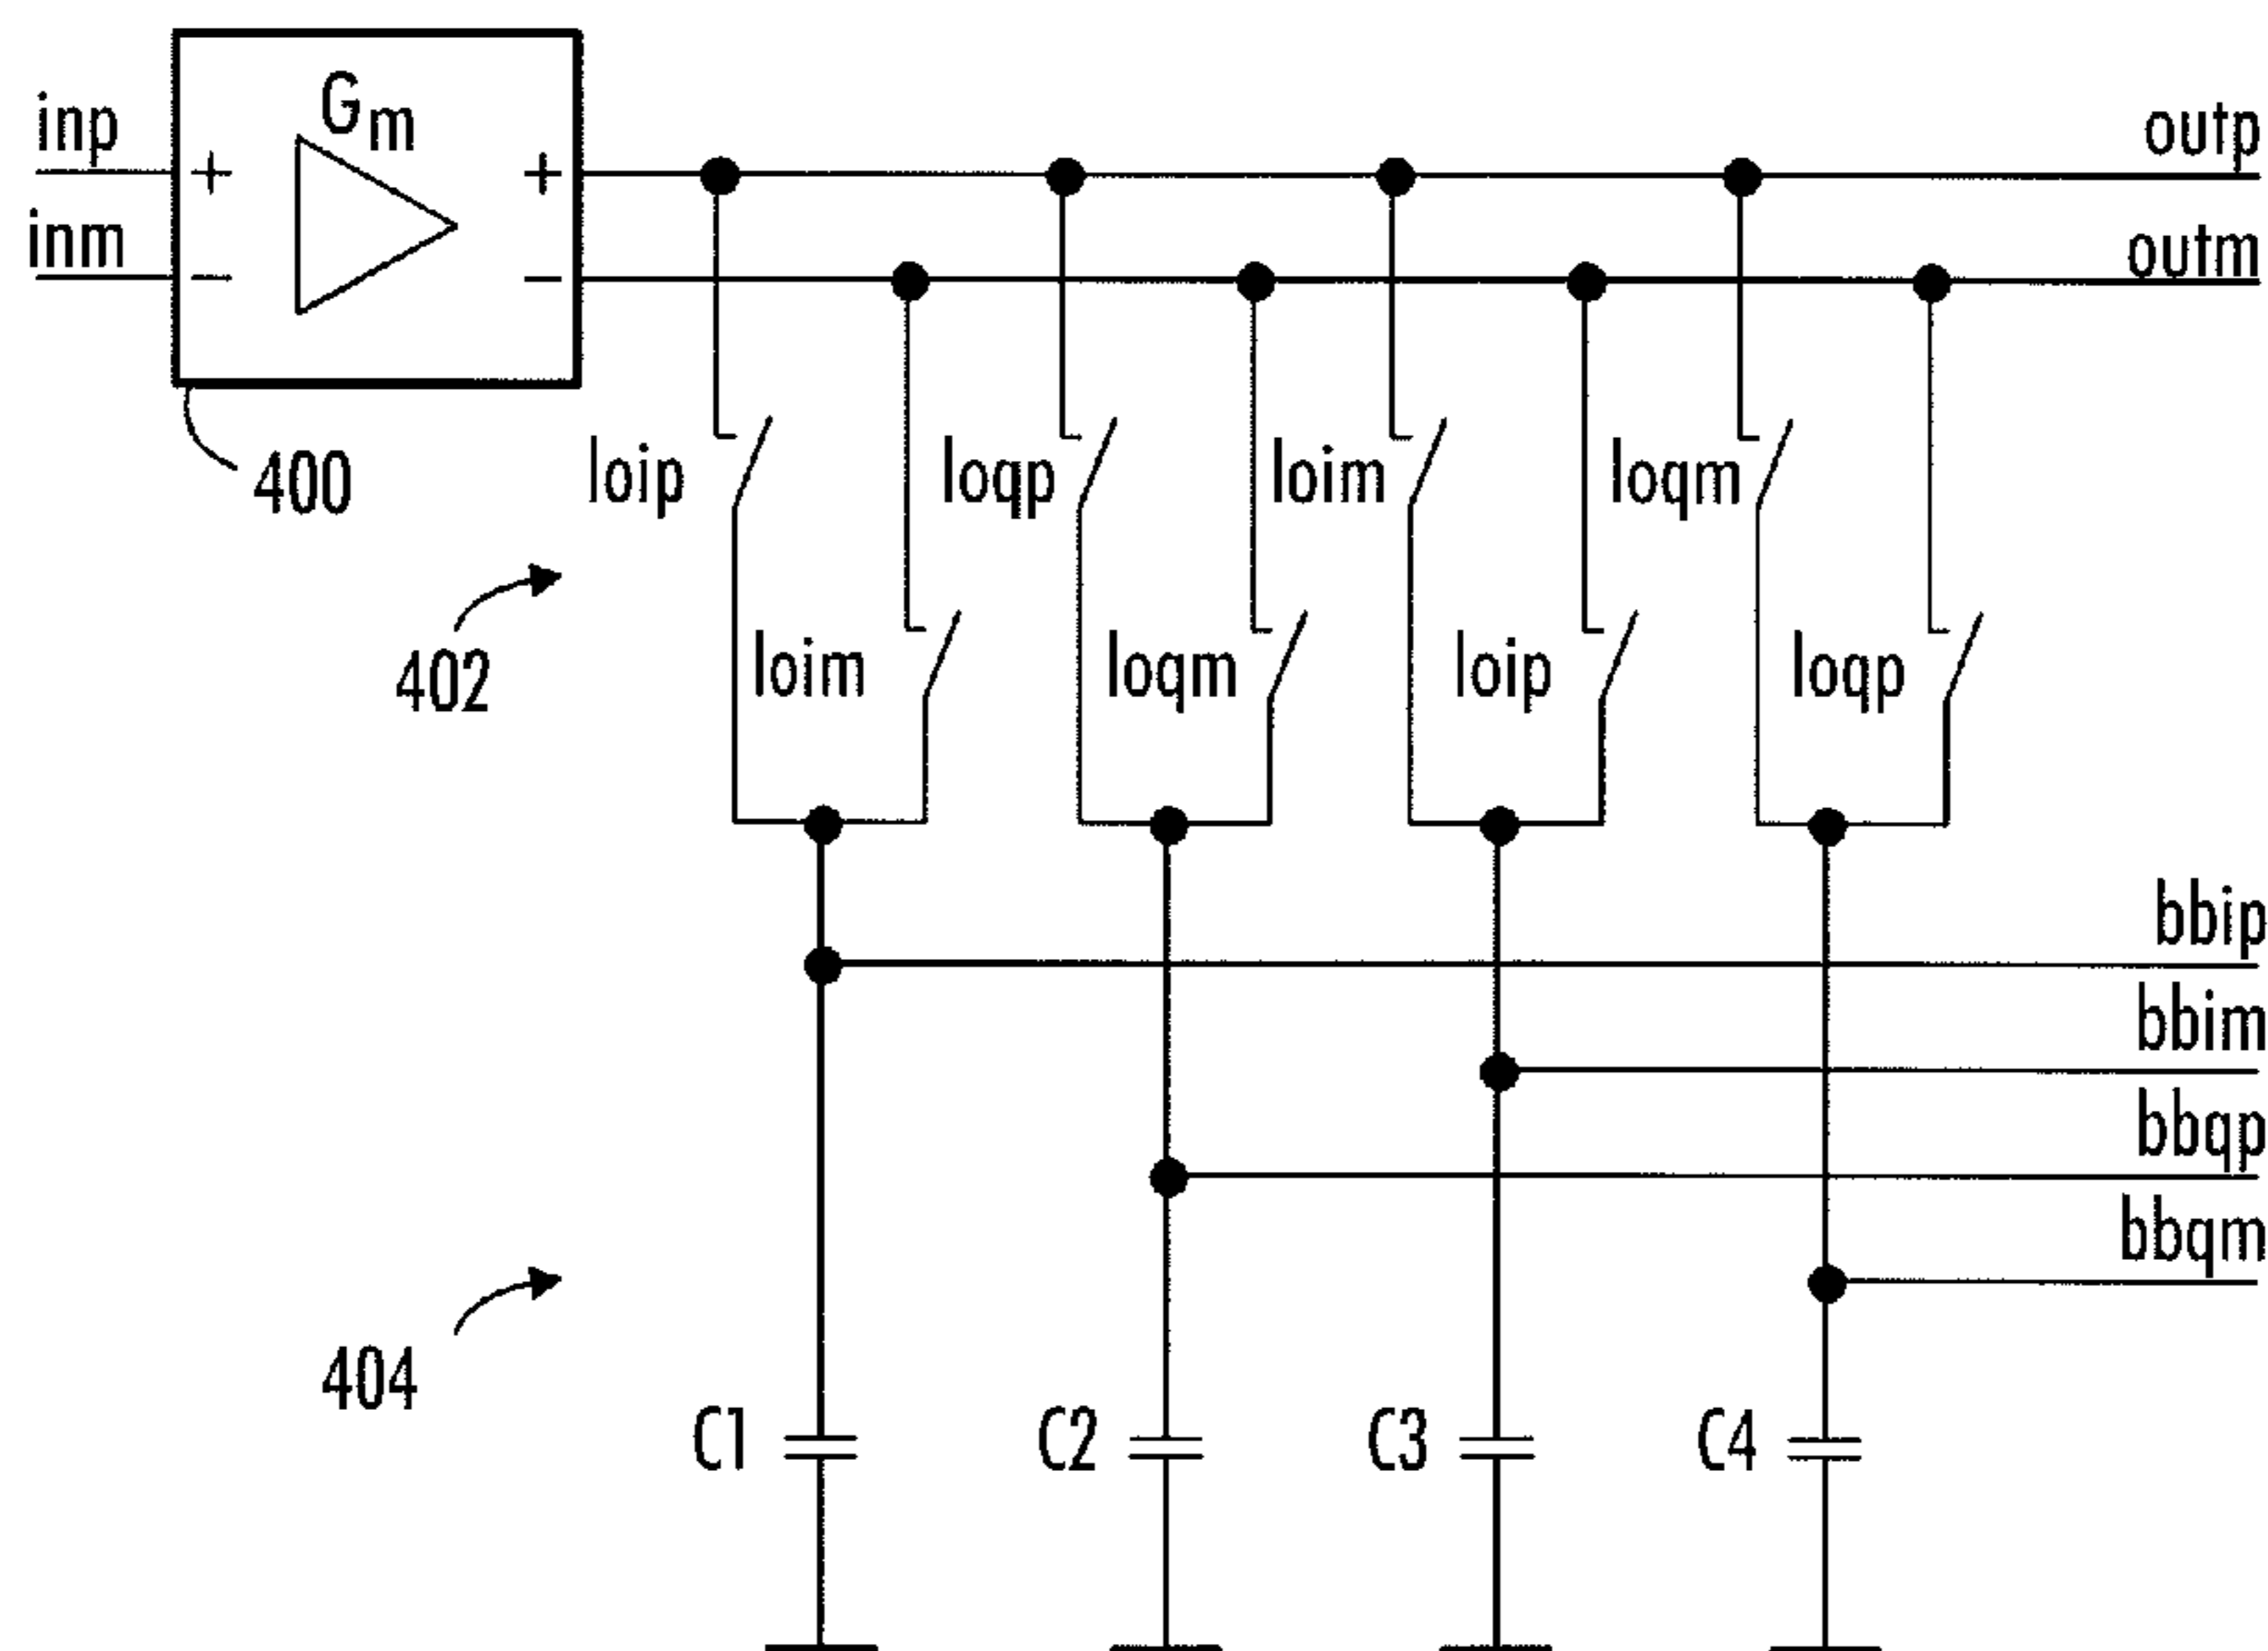 inp
inm
Gm
+
−
+
−
outp
outm
400
loip
loqp
loim
loqm
402
loim
loqm
loip
loqp
bbip
bbim
bbqp
bbqm
404
C1
C2
C3
C4